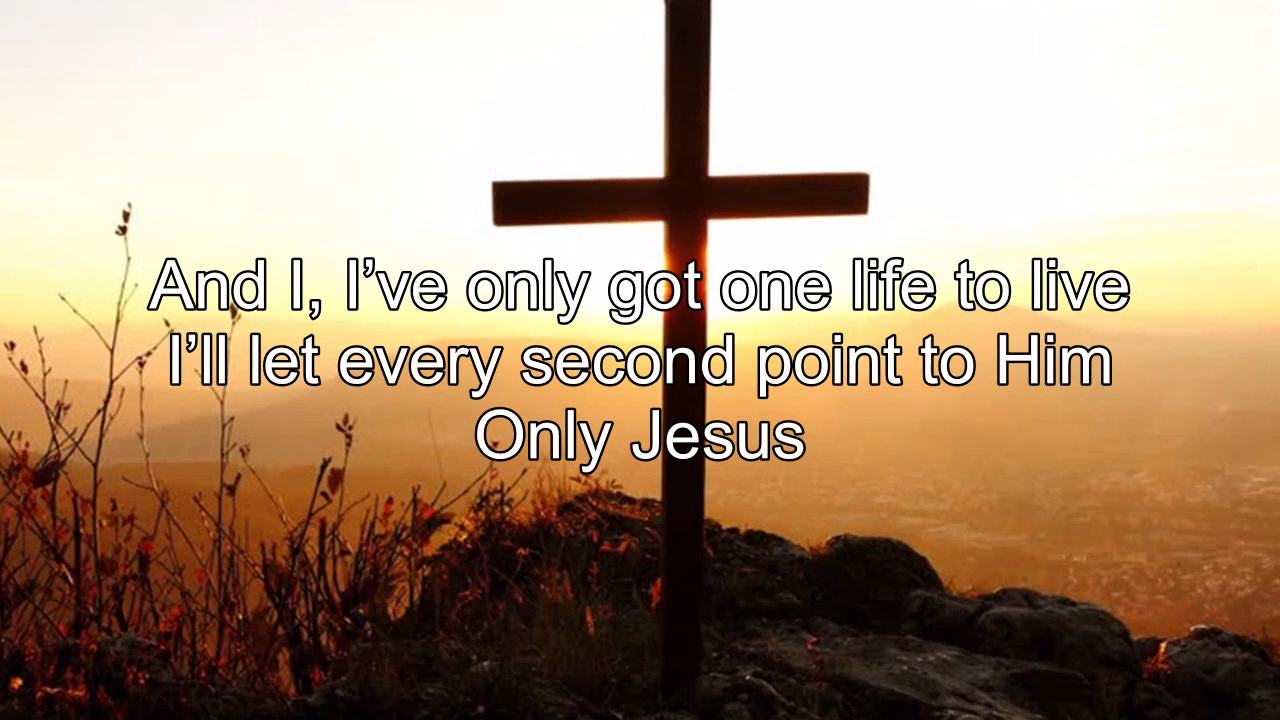 And I, I’ve only got one life to live
I’ll let every second point to Him
Only Jesus